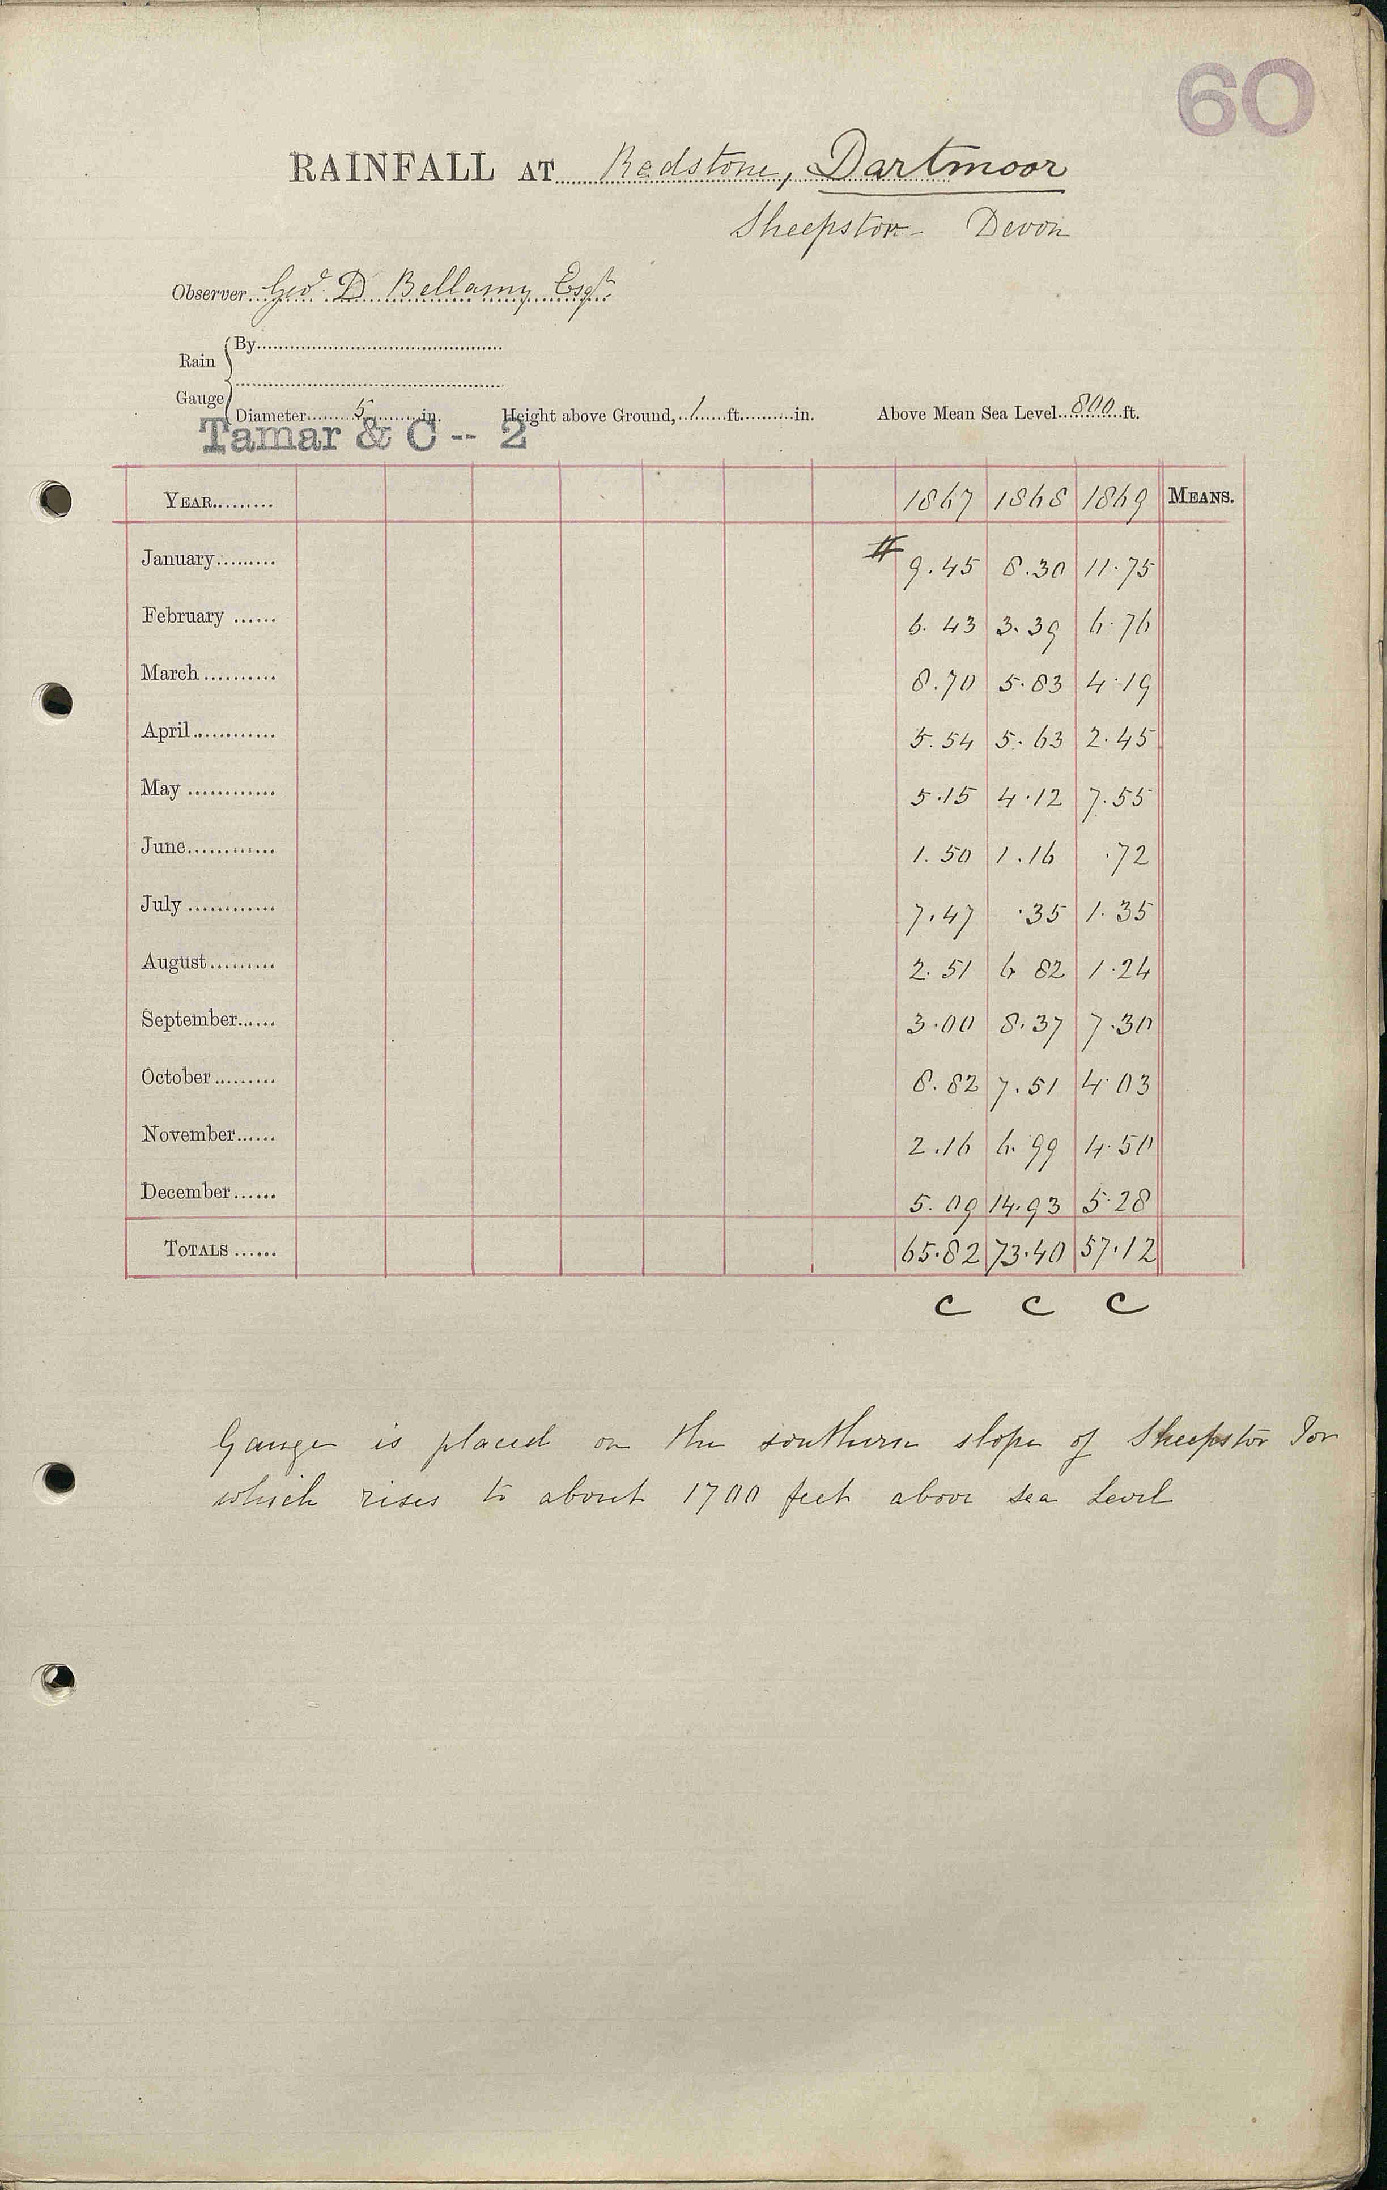 60
RAINFALL AT Redstone, Dartmoor
Sheepstor Devon
Observer Geo. D Bellamy Esqr.
Rain Gauge
By
Diameter 5 in. Height above Ground, 1 ft. in. Above Mean Sea Level 800 ft.
Tamar & C -- 2
YEAR 1867 1868 1869 MEANS.
January # 9.45 8.30 11.75
February 6.43 3.39 6.76
March 8.70 5.83 4.19
April 5.54 5.63 2.45
May 5.15 4.12 7.55
June 1.50 1.16 .72
July 7.47 .35 1.35
August 2.51 6 82 1.24
September 3.00 8.37 7.30
October 8.82 7.51 4.03
November 2.16 6.99 4.50
December 5.09 14.93 5.28
TOTALS 65.82 73.40 57.12
C C C
Gauge is placed on the southern slope of Sheepstor Tor
which rises to about 1700 feet above sea level